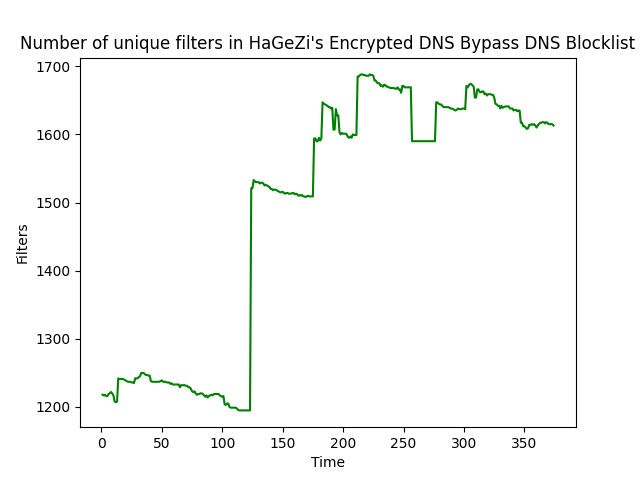 Number of unique filters in HaGeZi's Encrypted DNS Bypass DNS Blocklist
1700
1600
1500
1400
1300
1200
Filters
0 50 100 150 200 250 300 350
Time